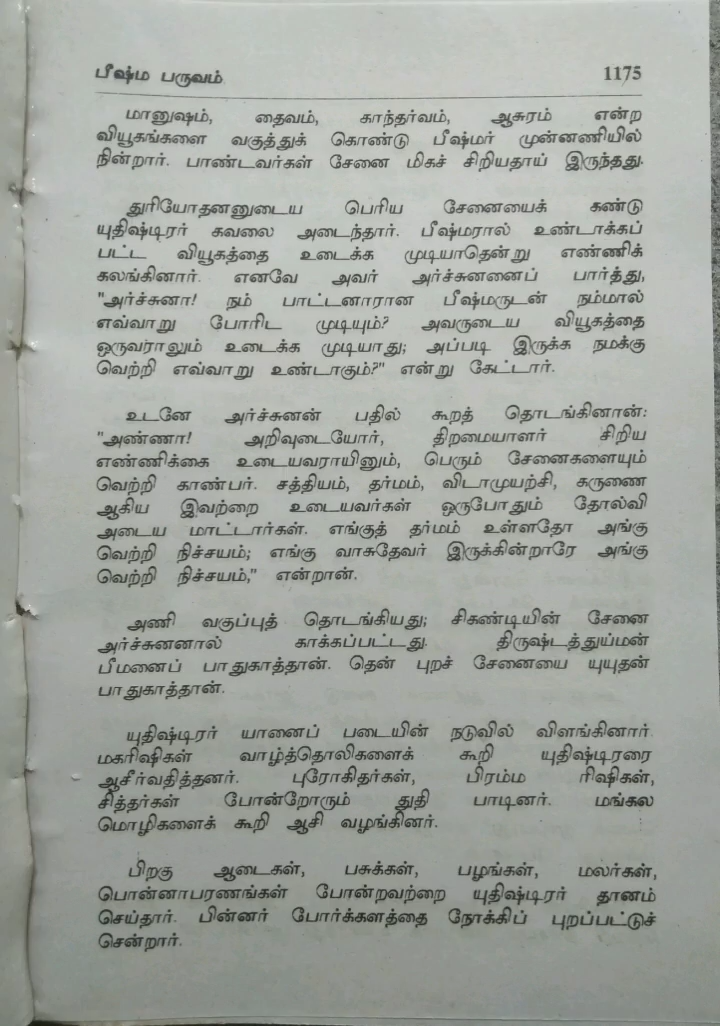 பீஷ்ம பருவம் 1175
மானுஷம், தைவம், காந்தர்வம், ஆசுரம் என்ற
வியூகங்களை வகுத்துக் கொண்டு பீஷ்மர் முன்னணியில்
நின்றார். பாண்டவர்கள் சேனை மிகச் சிறியதாய் இருந்தது.
துரியோதனனுடைய பெரிய சேனையைக் கண்டு
யுதிஷ்டிரர் கவலை அடைந்தார். பீஷ்மரால் உண்டாக்கப்
பட்ட வியூகத்தை உடைக்க முடியாதென்று எண்ணிக்
கலங்கினார். எனவே அவர் அர்ச்சுனனைப் பார்த்து,
"அர்ச்சுனா! நம் பாட்டனாரான பீஷ்மருடன் நம்மால்
எவ்வாறு போரிட முடியும்? அவருடைய வியூகத்தை
ஒருவராலும் உடைக்க முடியாது; அப்படி இருக்க நமக்கு
வெற்றி எவ்வாறு உண்டாகும்?" என்று கேட்டார்.
உடனே அர்ச்சுனன் பதில் கூறத் தொடங்கினான்:
"அண்ணா! அறிவுடையோர், திறமையாளர் சிறிய
எண்ணிக்கை உடையவராயினும், பெரும் சேனைகளையும்
வெற்றி காண்பர். சத்தியம், தர்மம், விடாமுயற்சி, கருணை
ஆகிய இவற்றை உடையவர்கள் ஒருபோதும் தோல்வி
அடைய மாட்டார்கள். எங்குத் தர்மம் உள்ளதோ அங்கு
வெற்றி நிச்சயம்; எங்கு வாசுதேவர் இருக்கின்றாரே அங்கு
வெற்றி நிச்சயம்," என்றான்.
அணி வகுப்புத் தொடங்கியது; சிகண்டியின் சேனை
அர்ச்சுனனால் காக்கப்பட்டது. திருஷ்டத்துய்மன்
பீமனைப் பாதுகாத்தான். தென் புறச் சேனையை யுயுதன்
பாதுகாத்தான்.
யுதிஷ்டிரர் யானைப் படையின் நடுவில் விளங்கினார்.
மகரிஷிகள் வாழ்த்தொலிகளைக் கூறி யுதிஷ்டிரரை
ஆசீர்வதித்தனர். புரோகிதர்கள், பிரம்ம ரிஷிகள்,
சித்தர்கள் போன்றோரும் துதி பாடினர். மங்கல
மொழிகளைக் கூறி ஆசி வழங்கினர்.
பிறகு ஆடைகள், பசுக்கள், பழங்கள், மலர்கள்,
பொன்னாபரணங்கள் போன்றவற்றை யுதிஷ்டிரர் தானம்
செய்தார். பின்னர் போர்க்களத்தை நோக்கிப் புறப்பட்டுச்
சென்றார்.